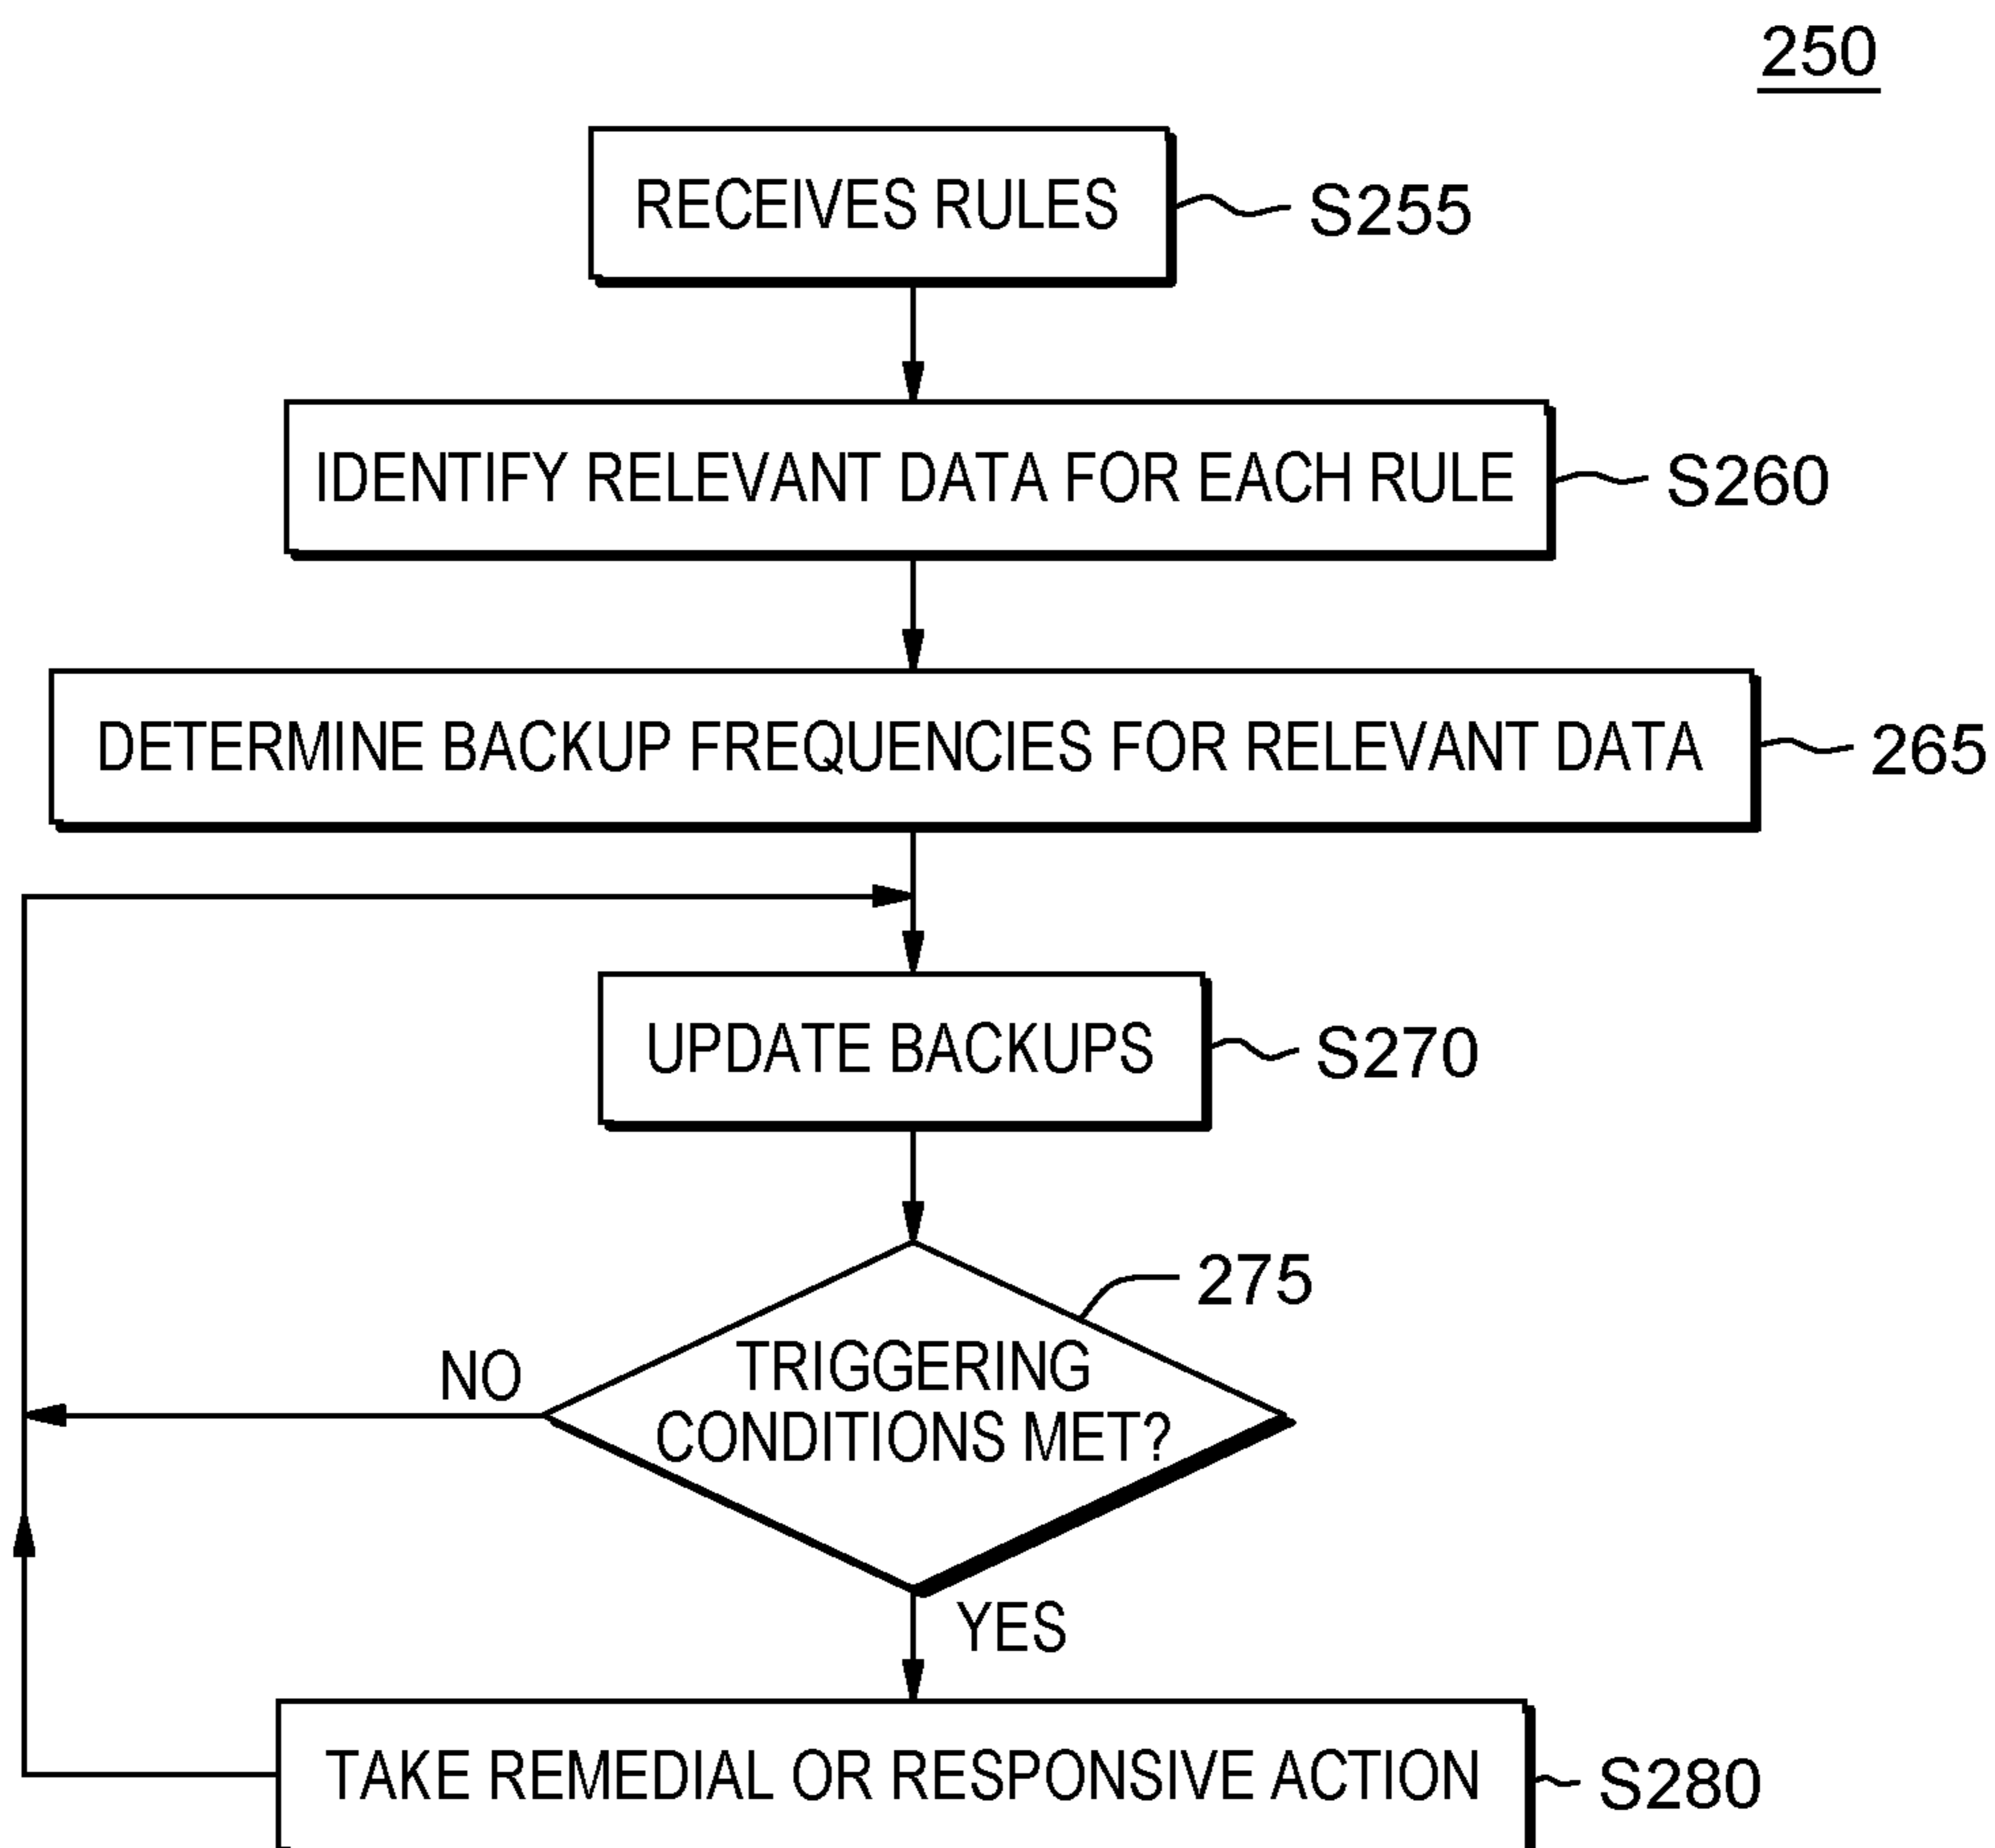 250
RECEIVES RULES
S255
IDENTIFY RELEVANT DATA FOR EACH RULE
S260
DETERMINE BACKUP FREQUENCIES FOR RELEVANT DATA
265
UPDATE BACKUPS
S270
275
TRIGGERING
CONDITIONS MET?
NO
YES
TAKE REMEDIAL OR RESPONSIVE ACTION
S280